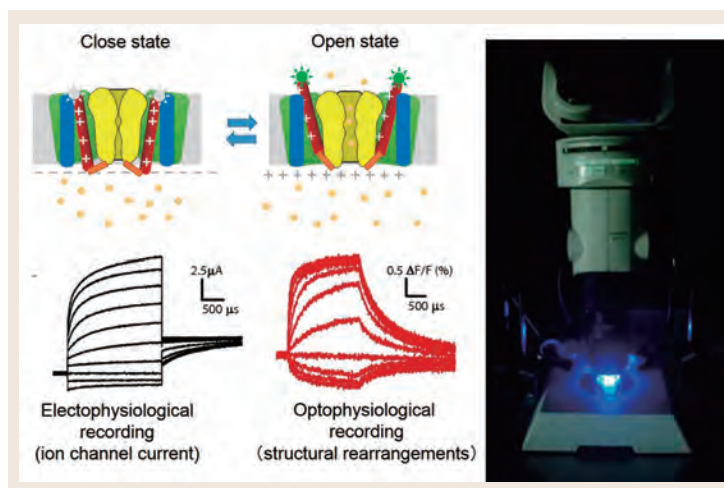 Close state
Open state
2.5μA
500 μs
0.5 ΔF/F (%)
500 μs
Electophysiological
recording
(ion channel current)
Optophysiological
recording
(structural rearrangements)